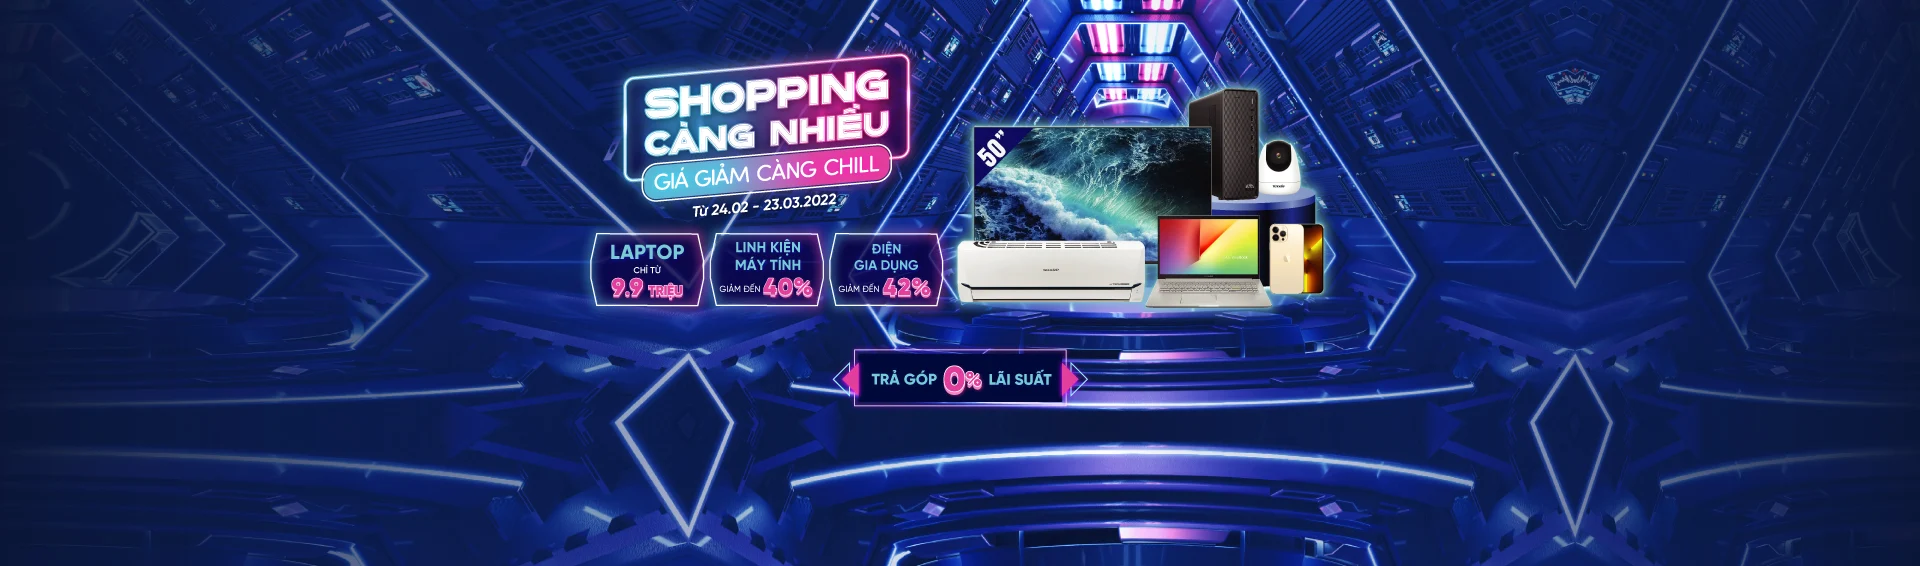 SHOPPING
CÀNG NHIỀU
GIÁ GIẢM CÀNG CHILL
Từ 24.02 - 23.03.2022
LAPTOP
CHỈ TỪ
9.9 TRIỆU
LINH KIỆN
MÁY TÍNH
GIẢM ĐẾN 40%
ĐIỆN
GIA DỤNG
GIẢM ĐẾN 42%
50”
TRẢ GÓP 0% LÃI SUẤT